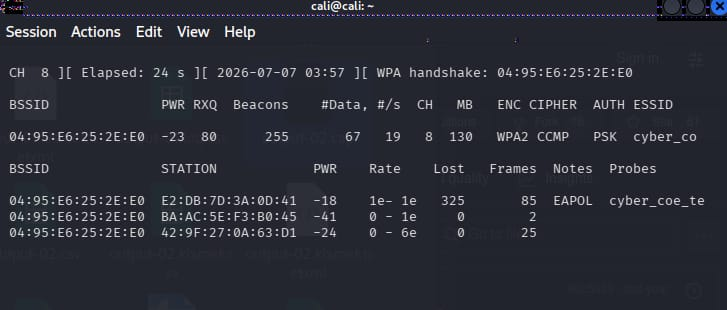 cali@cali: ~
Session Actions Edit View Help
CH 8 ][ Elapsed: 24 s ][ 2026-07-07 03:57 ][ WPA handshake: 04:95:E6:25:2E:E0
BSSID PWR RXQ Beacons #Data, #/s CH MB ENC CIPHER AUTH ESSID
04:95:E6:25:2E:E0 -23 80 255 67 19 8 130 WPA2 CCMP PSK cyber_co
BSSID STATION PWR Rate Lost Frames Notes Probes
04:95:E6:25:2E:E0 E2:DB:7D:3A:0D:41 -18 1e- 1e 325 85 EAPOL cyber_coe_te
04:95:E6:25:2E:E0 BA:AC:5E:F3:B0:45 -41 0 - 1e 0 2
04:95:E6:25:2E:E0 42:9F:27:0A:63:D1 -24 0 - 6e 0 25